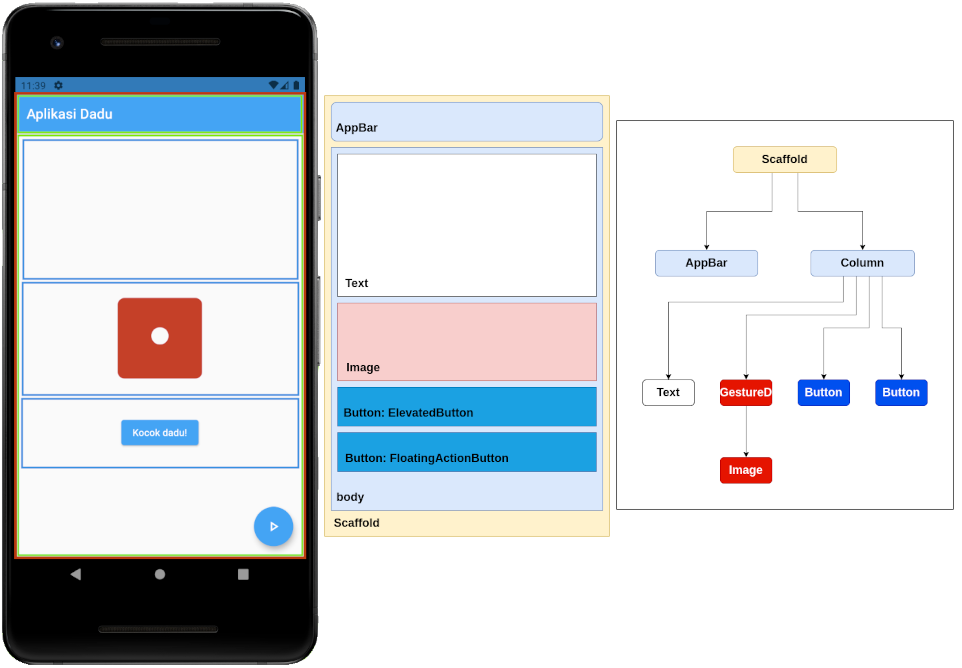 11:39
Aplikasi Dadu
Kocok dadu!
AppBar
Text
Image
Button: ElevatedButton
Button: FloatingActionButton
body
Scaffold
Scaffold
AppBar
Column
Text
GestureD
Button
Button
Image